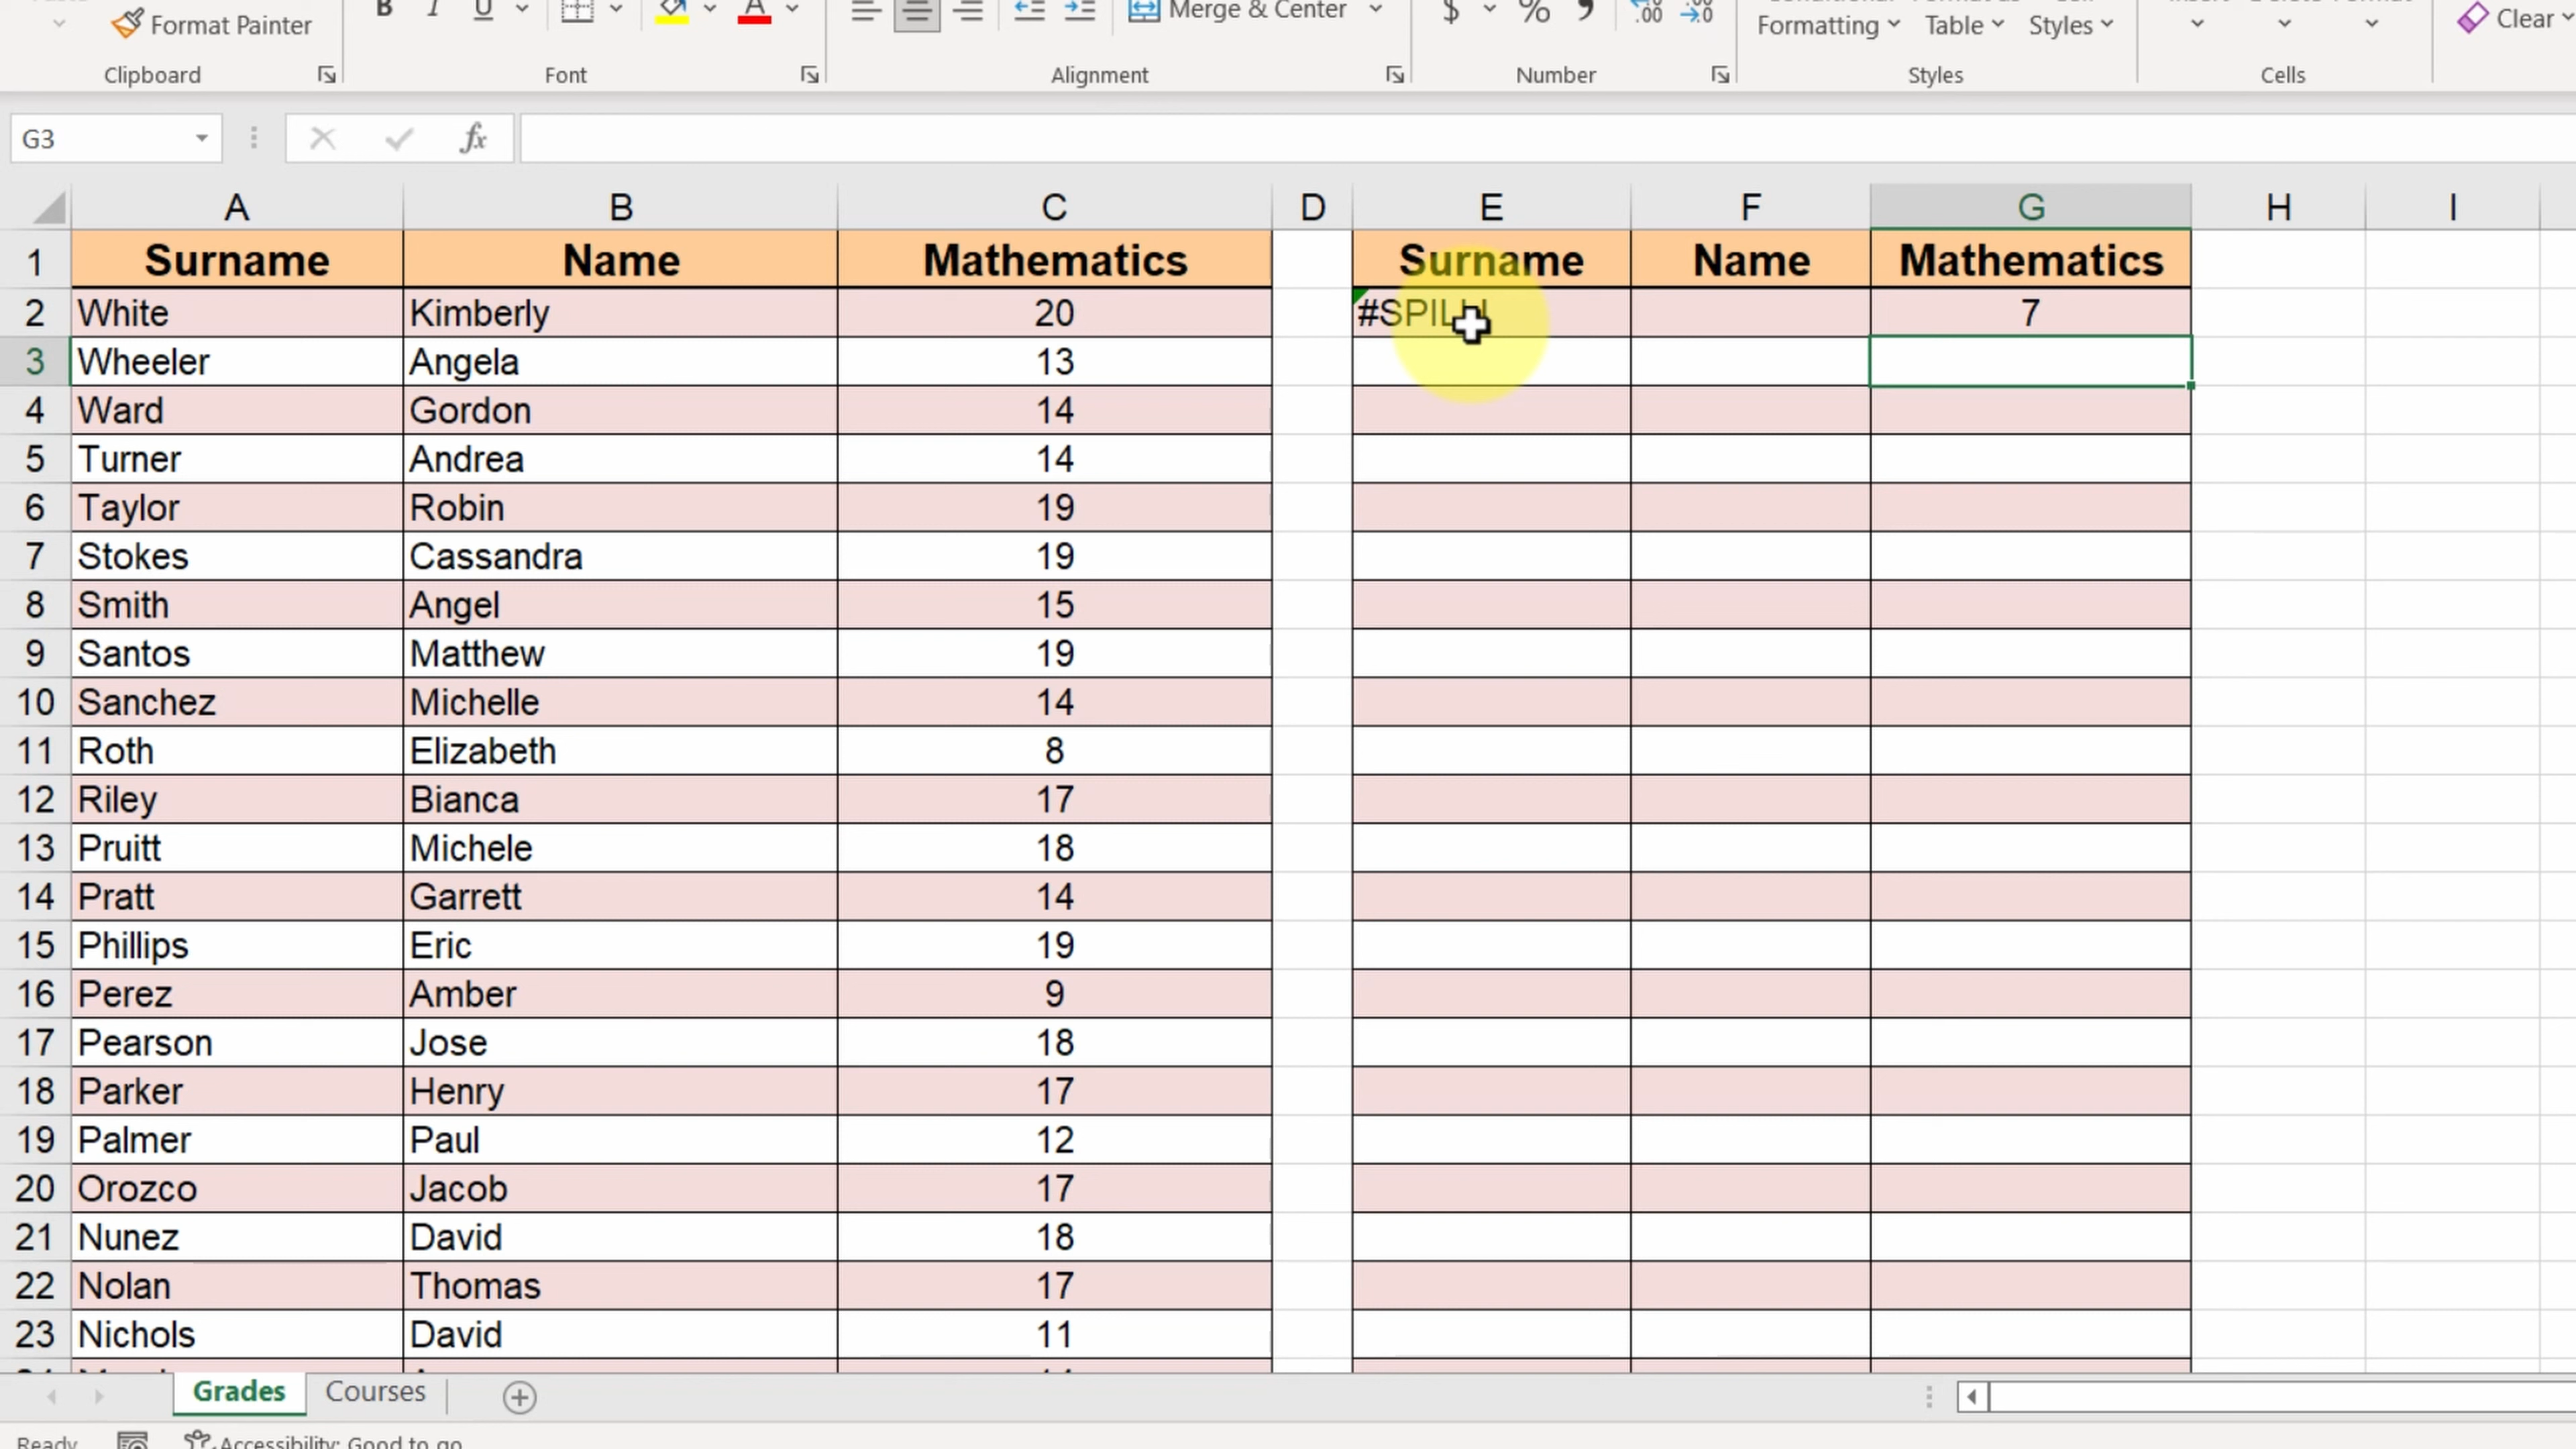 Format Painter B I U A Merge & Center $ % , Formatting Table Styles Clear
Clipboard Font Alignment Number Styles Cells
G3 fx
A B C D E F G H I
1 Surname Name Mathematics Surname Name Mathematics
2 White Kimberly 20 #SPILL! 7
3 Wheeler Angela 13
4 Ward Gordon 14
5 Turner Andrea 14
6 Taylor Robin 19
7 Stokes Cassandra 19
8 Smith Angel 15
9 Santos Matthew 19
10 Sanchez Michelle 14
11 Roth Elizabeth 8
12 Riley Bianca 17
13 Pruitt Michele 18
14 Pratt Garrett 14
15 Phillips Eric 19
16 Perez Amber 9
17 Pearson Jose 18
18 Parker Henry 17
19 Palmer Paul 12
20 Orozco Jacob 17
21 Nunez David 18
22 Nolan Thomas 17
23 Nichols David 11
Grades Courses
Ready Accessibility: Good to go